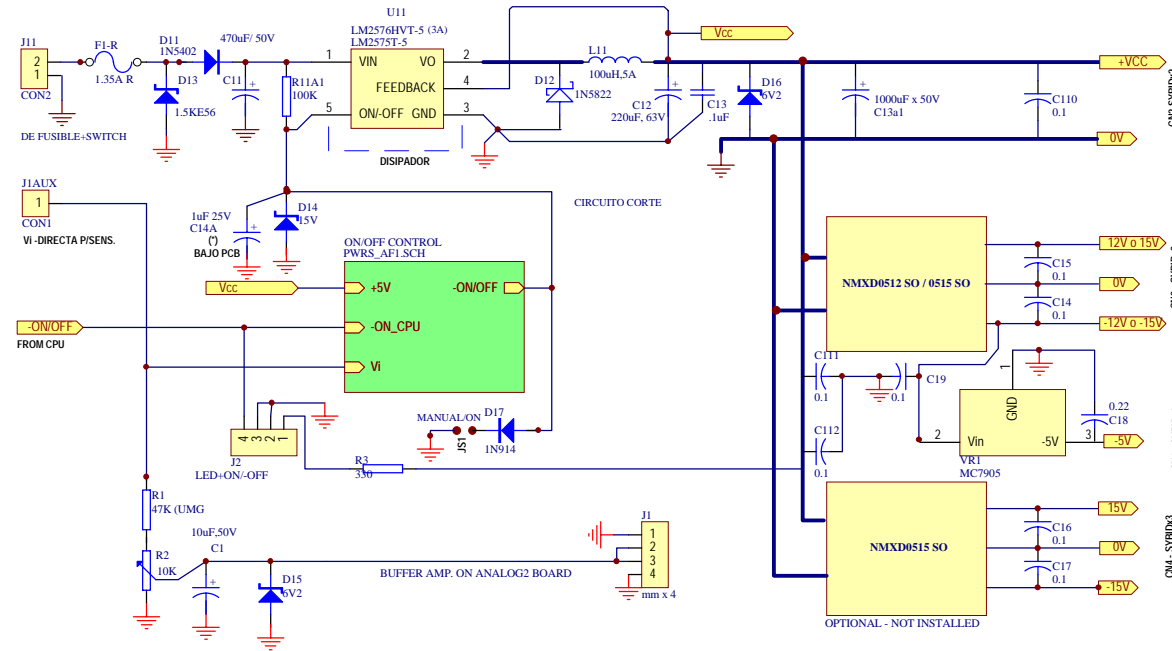 U11
LM2576HVT-5 (3A)
LM2575T-5
J11
2
1
CON2
F1-R
1.35A R
D11
1N5402
470uF/ 50V
C11
D13
1.5KE56
R11A1
100K
1
VIN
VO
2
FEEDBACK
4
5
ON/-OFF
GND
3
DISIPADOR
DE FUSIBLE+SWITCH
Vcc
L11
100uH,5A
D12
1N5822
C12
220uF, 63V
C13
.1uF
D16
6V2
1000uF x 50V
C13a1
C110
0.1
+VCC
0V
J1AUX
1
CON1
Vi -DIRECTA P/SENS.
1uF 25V
C14A
(*)
BAJO PCB
D14
15V
CIRCUITO CORTE
ON/OFF CONTROL
PWRS_AF1.SCH
Vcc
+5V
-ON/OFF
-ON/OFF
FROM CPU
-ON_CPU
Vi
NMXD0512 SO / 0515 SO
C15
0.1
C14
0.1
12V o 15V
0V
-12V o -15V
C111
0.1
C19
0.1
C112
0.1
1
GND
2
Vin
-5V
3
VR1
MC7905
0.22
C18
-5V
MANUAL/ON
JS1
D17
1N914
4
3
2
1
J2
LED+ON/-OFF
R3
330
R1
47K (UMG
R2
10K
10uF,50V
C1
D15
6V2
BUFFER AMP. ON ANALOG2 BOARD
J1
1
2
3
4
mm x 4
NMXD0515 SO
C16
0.1
C17
0.1
15V
0V
-15V
OPTIONAL - NOT INSTALLED
CN4 - SYBIDx3